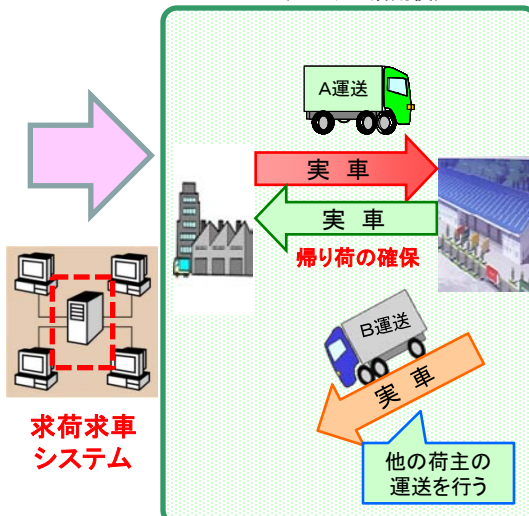 A運送
実 車
実 車
帰り荷の確保
B運送
実 車
求荷求車
システム
他の荷主の
運送を行う